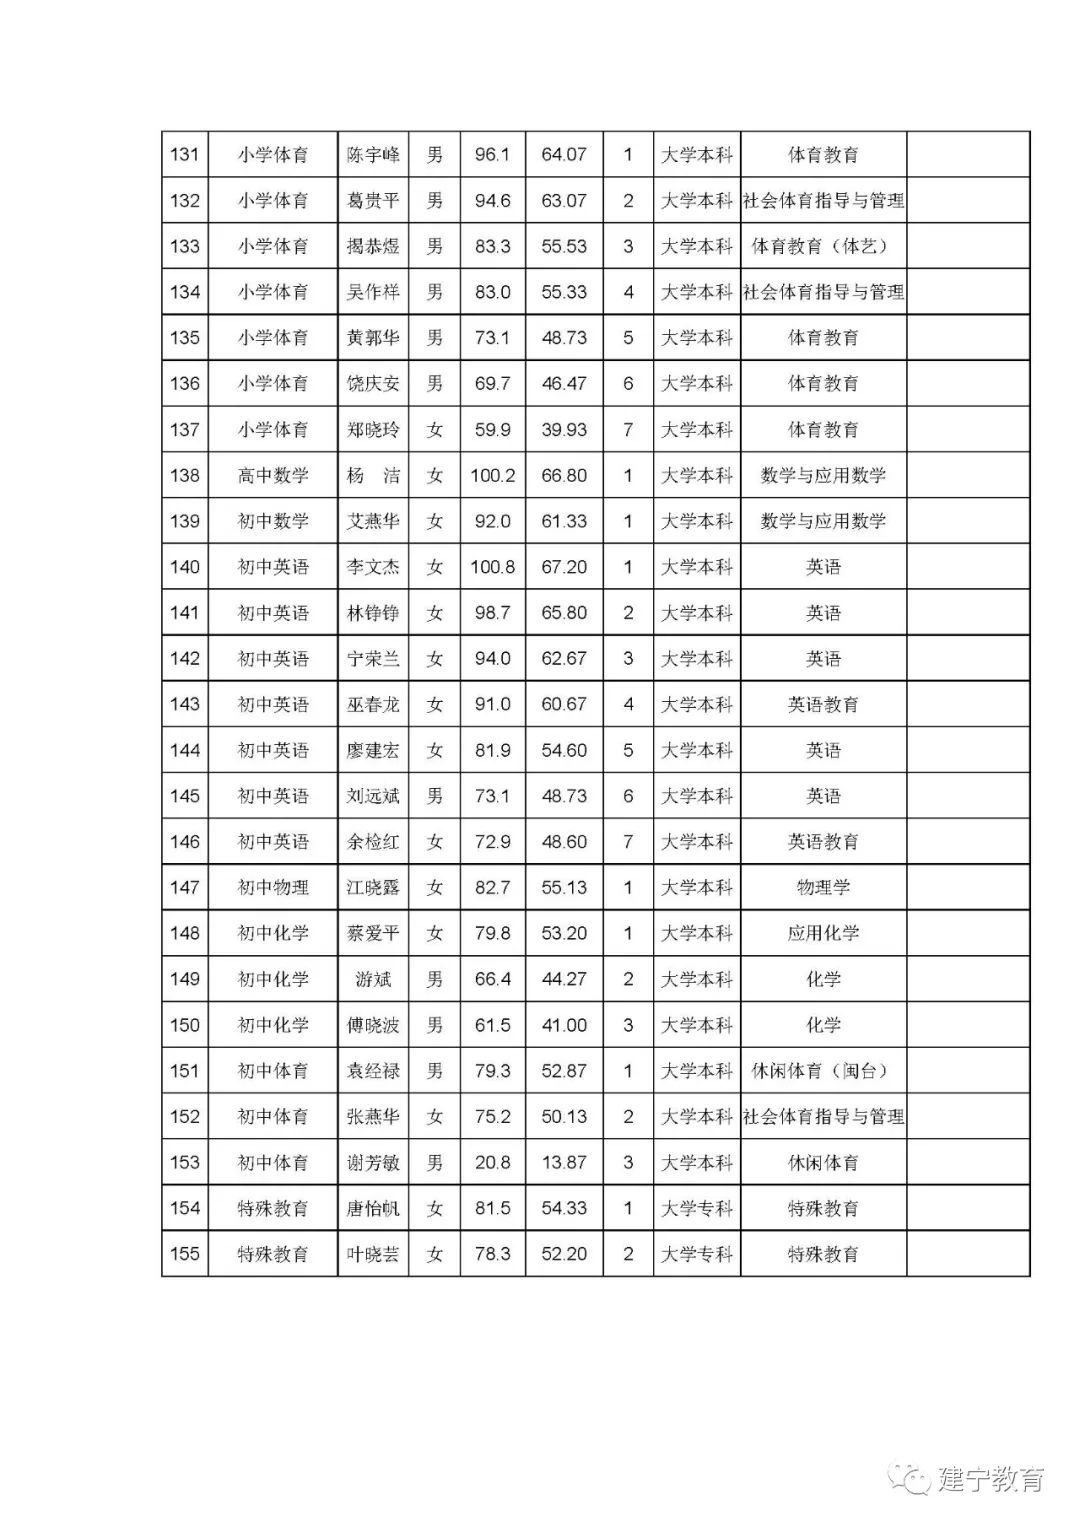 131 小学体育 陈宇峰 男 96.1 64.07 1 大学本科 体育教育
132 小学体育 葛贵平 男 94.6 63.07 2 大学本科 社会体育指导与管理
133 小学体育 揭恭煜 男 83.3 55.53 3 大学本科 体育教育（体艺）
134 小学体育 吴作样 男 83.0 55.33 4 大学本科 社会体育指导与管理
135 小学体育 黄郭华 男 73.1 48.73 5 大学本科 体育教育
136 小学体育 饶庆安 男 69.7 46.47 6 大学本科 体育教育
137 小学体育 郑晓玲 女 59.9 39.93 7 大学本科 体育教育
138 高中数学 杨　洁 女 100.2 66.80 1 大学本科 数学与应用数学
139 初中数学 艾燕华 女 92.0 61.33 1 大学本科 数学与应用数学
140 初中英语 李文杰 女 100.8 67.20 1 大学本科 英语
141 初中英语 林铮铮 女 98.7 65.80 2 大学本科 英语
142 初中英语 宁荣兰 女 94.0 62.67 3 大学本科 英语
143 初中英语 巫春龙 女 91.0 60.67 4 大学本科 英语教育
144 初中英语 廖建宏 女 81.9 54.60 5 大学本科 英语
145 初中英语 刘远斌 男 73.1 48.73 6 大学本科 英语
146 初中英语 余检红 女 72.9 48.60 7 大学本科 英语教育
147 初中物理 江晓露 女 82.7 55.13 1 大学本科 物理学
148 初中化学 蔡爱平 女 79.8 53.20 1 大学本科 应用化学
149 初中化学 游斌 男 66.4 44.27 2 大学本科 化学
150 初中化学 傅晓波 男 61.5 41.00 3 大学本科 化学
151 初中体育 袁经禄 男 79.3 52.87 1 大学本科 休闲体育（闽台）
152 初中体育 张燕华 女 75.2 50.13 2 大学本科 社会体育指导与管理
153 初中体育 谢芳敏 男 20.8 13.87 3 大学本科 休闲体育
154 特殊教育 唐怡帆 女 81.5 54.33 1 大学专科 特殊教育
155 特殊教育 叶晓芸 女 78.3 52.20 2 大学专科 特殊教育
建宁教育